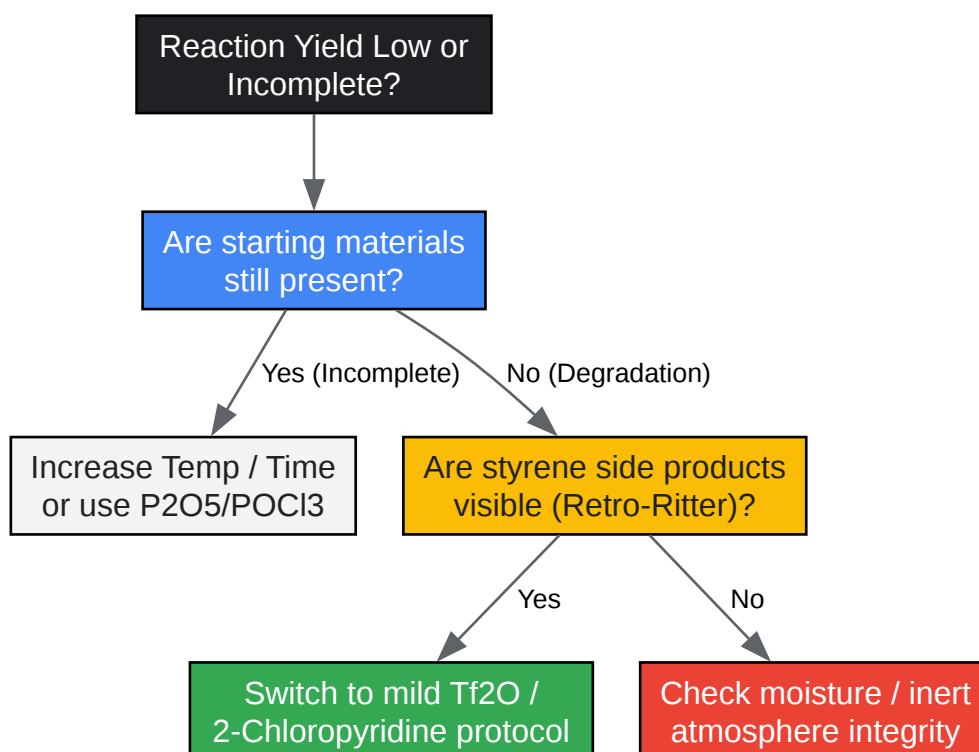 Reaction Yield Low or
Incomplete?
Are starting materials
still present?
Yes (Incomplete)
No (Degradation)
Increase Temp / Time
or use P2O5/POCl3
Are styrene side products
visible (Retro-Ritter)?
Yes
No
Switch to mild Tf2O /
2-Chloropyridine protocol
Check moisture / inert
atmosphere integrity